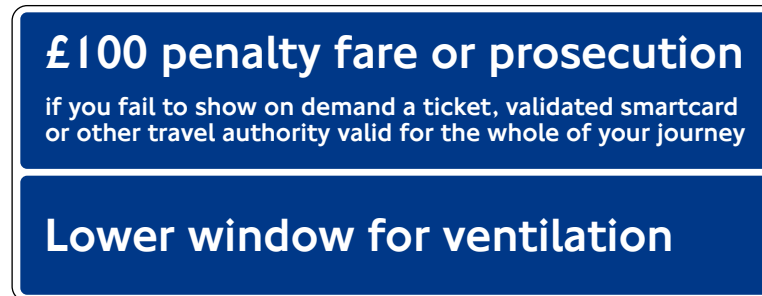 £100 penalty fare or prosecution
if you fail to show on demand a ticket, validated smartcard
or other travel authority valid for the whole of your journey
Lower window for ventilation